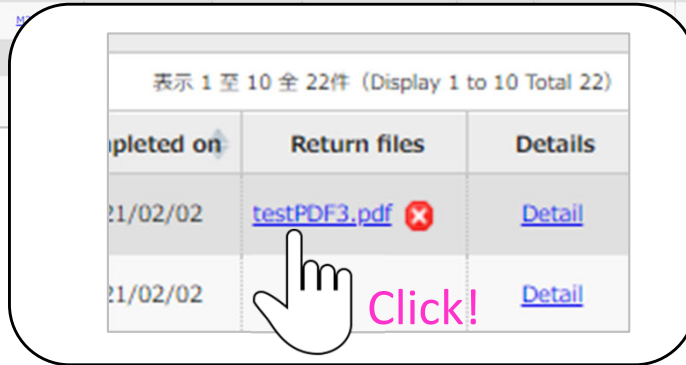 表示 1 至 10 全 22件 (Display 1 to 10 Total 22)
pleted on Return files Details
21/02/02 testPDF3.pdf Detail
21/02/02 Detail
Click!